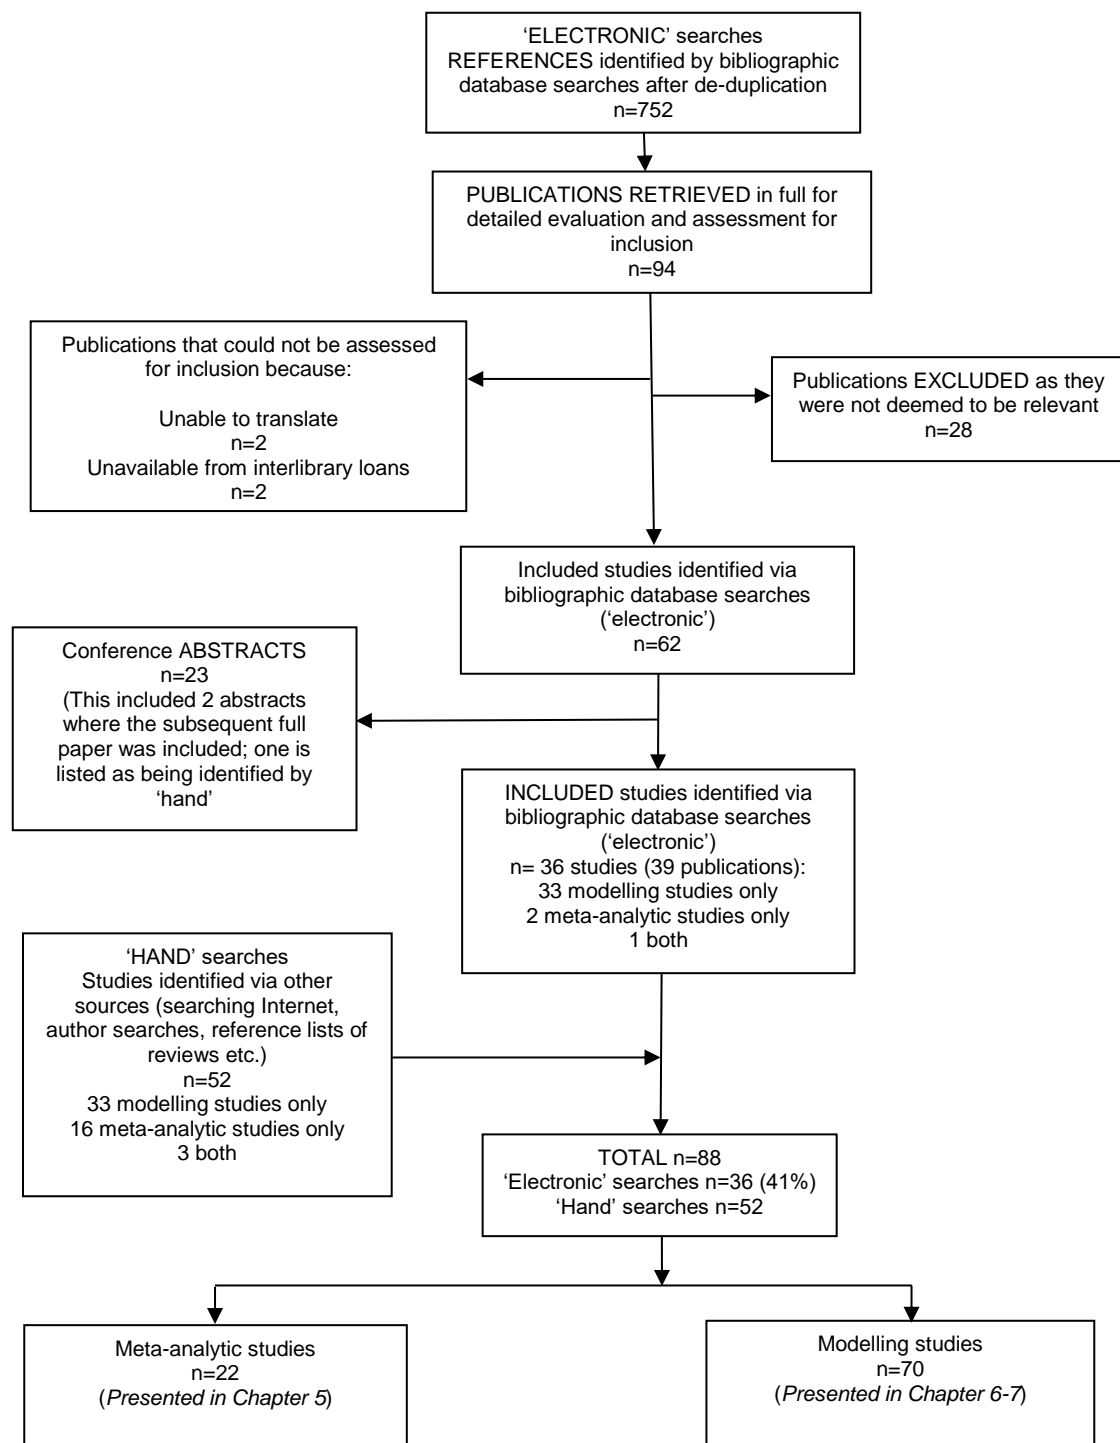 ‘ELECTRONIC’ searches
REFERENCES identified by bibliographic
database searches after de-duplication
n=752
PUBLICATIONS RETRIEVED in full for
detailed evaluation and assessment for
inclusion
n=94
Publications that could not be assessed
for inclusion because:
Unable to translate
n=2
Unavailable from interlibrary loans
n=2
Publications EXCLUDED as they
were not deemed to be relevant
n=28
Included studies identified via
bibliographic database searches
(‘electronic’)
n=62
Conference ABSTRACTS
n=23
(This included 2 abstracts
where the subsequent full
paper was included; one is
listed as being identified by
‘hand’
INCLUDED studies identified via
bibliographic database searches
(‘electronic’)
n= 36 studies (39 publications):
33 modelling studies only
2 meta-analytic studies only
1 both
‘HAND’ searches
Studies identified via other
sources (searching Internet,
author searches, reference lists of
reviews etc.)
n=52
33 modelling studies only
16 meta-analytic studies only
3 both
TOTAL n=88
‘Electronic’ searches n=36 (41%)
‘Hand’ searches n=52
Meta-analytic studies
n=22
(Presented in Chapter 5)
Modelling studies
n=70
(Presented in Chapter 6-7)